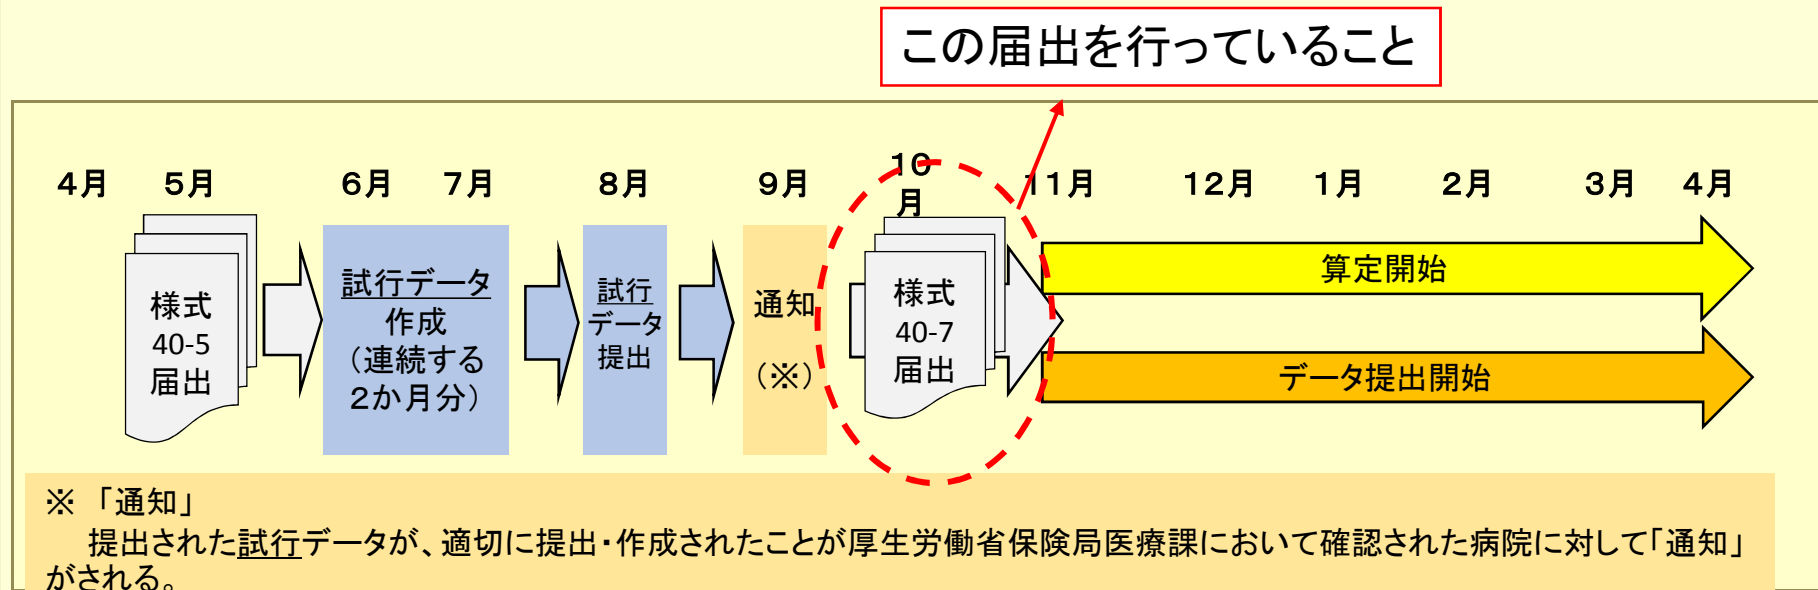 この届出を行っていること
4月 5月 6月 7月 8月 9月 10月 11月 12月 1月 2月 3月 4月
様式
40-5
届出
試行データ
作成
（連続する
2か月分）
試行
データ
提出
通知
（※）
様式
40-7
届出
算定開始
データ提出開始
※ 「通知」
提出された試行データが、適切に提出・作成されたことが厚生労働省保険局医療課において確認された病院に対して「通知」
がされる。